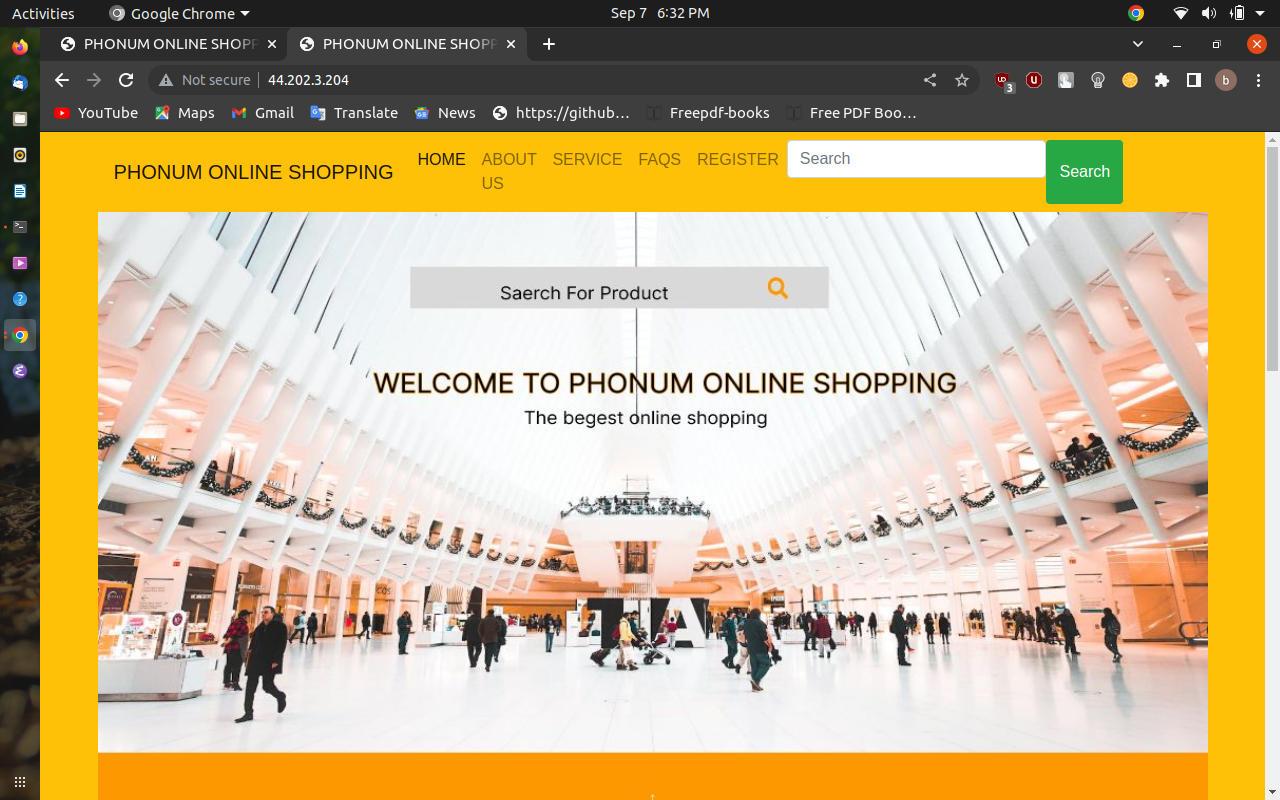 Activities Google Chrome Sep 7 6:32 PM
PHONUM ONLINE SHOPP PHONUM ONLINE SHOPP
Not secure 44.202.3.204 3 b
YouTube Maps Gmail Translate News https://github... Freepdf-books Free PDF Boo...
PHONUM ONLINE SHOPPING HOME ABOUT US SERVICE FAQS REGISTER Search Search
Saerch For Product
WELCOME TO PHONUM ONLINE SHOPPING
The begest online shopping